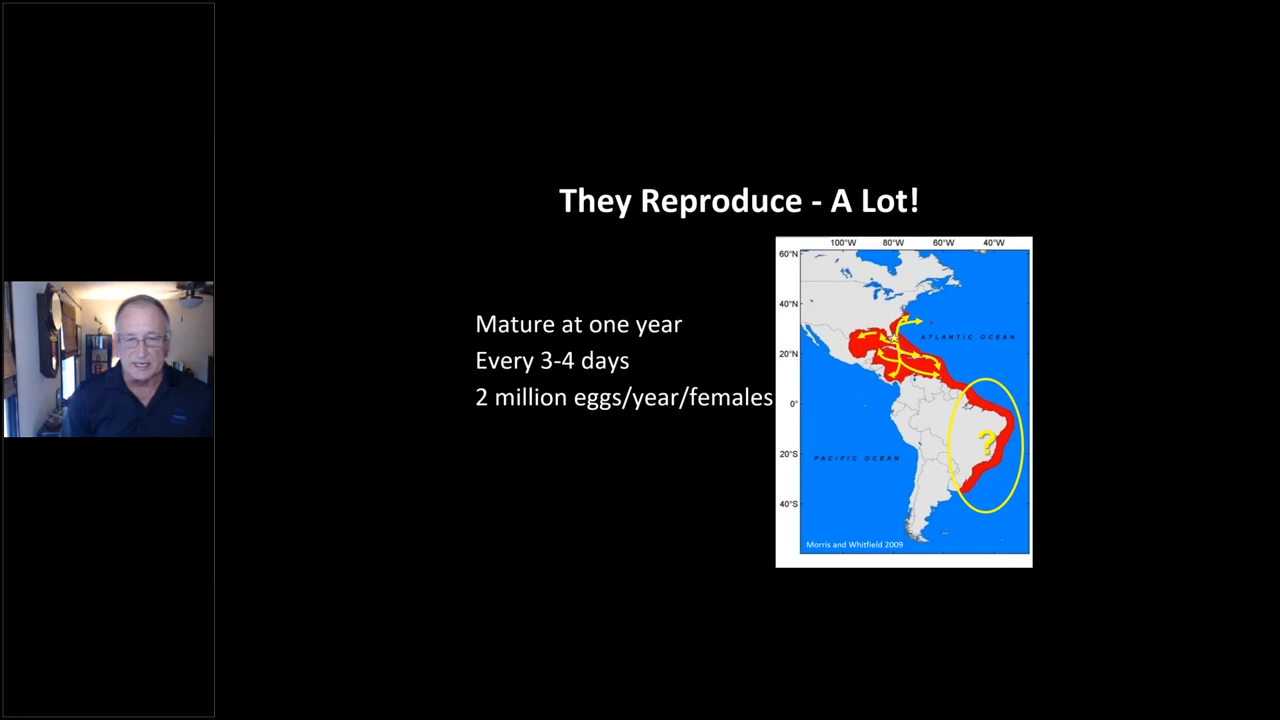 They Reproduce - A Lot!
Mature at one year
Every 3-4 days
2 million eggs/year/females
100°W 80°W 60°W 40°W
60°N
40°N
ATLANTIC OCEAN
20°N
0°
?
20°S
PACIFIC OCEAN
40°S
Morris and Whitfield 2009